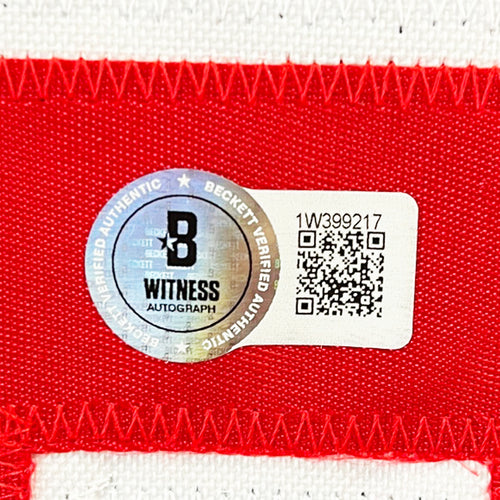 BECKETT VERIFIED AUTHENTIC ★ BECKETT VERIFIED AUTHENTIC
B
WITNESS
AUTOGRAPH
1W399217